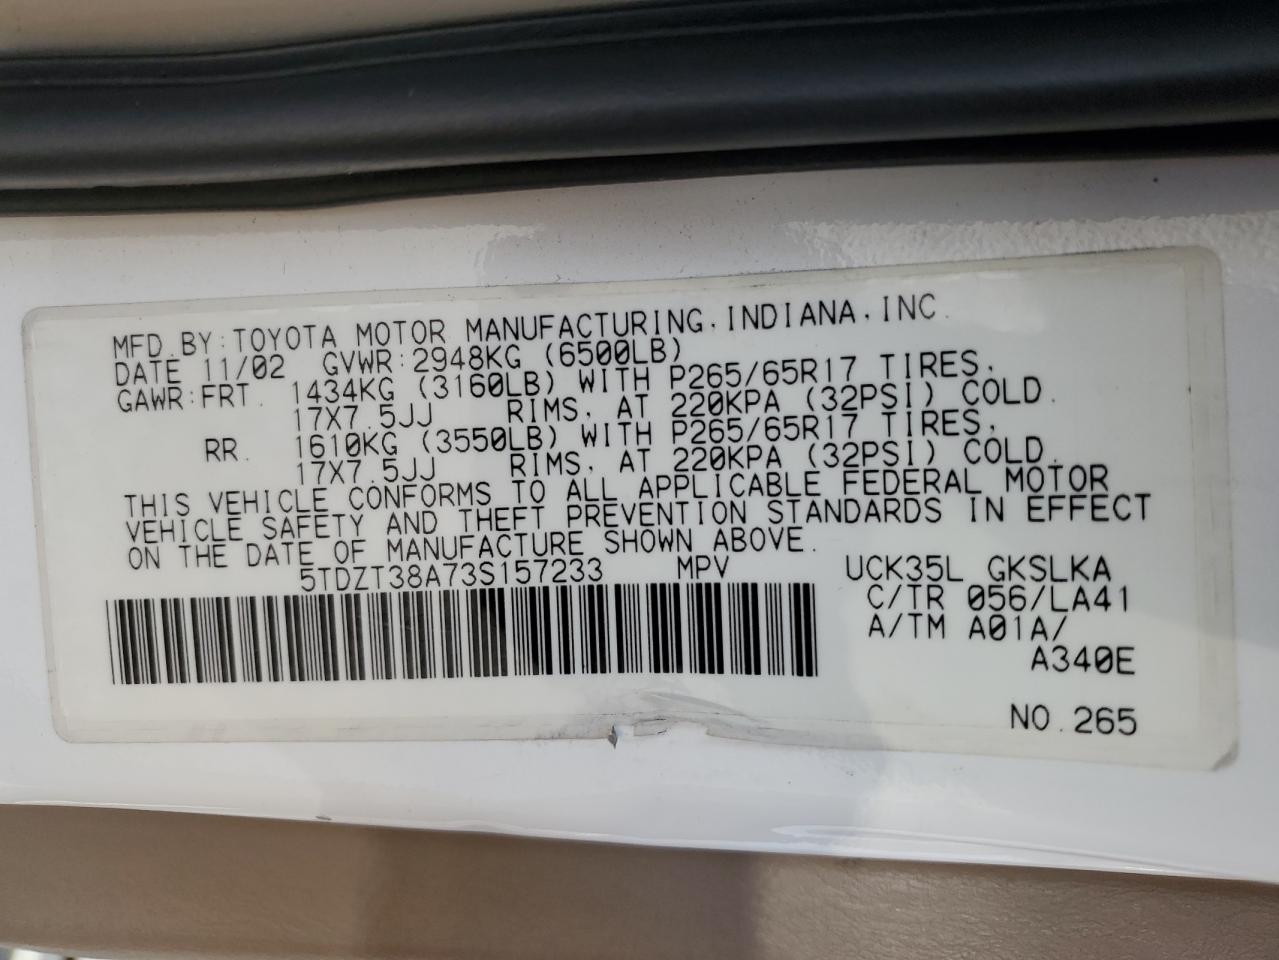 MFD.BY:TOYOTA MOTOR MANUFACTURING,INDIANA,INC.
DATE 11/02 GVWR:2948KG (6500LB)
GAWR:FRT. 1434KG (3160LB) WITH P265/65R17 TIRES,
17X7.5JJ RIMS, AT 220KPA (32PSI) COLD.
RR. 1610KG (3550LB) WITH P265/65R17 TIRES,
17X7.5JJ RIMS, AT 220KPA (32PSI) COLD.
THIS VEHICLE CONFORMS TO ALL APPLICABLE FEDERAL MOTOR
VEHICLE SAFETY AND THEFT PREVENTION STANDARDS IN EFFECT
ON THE DATE OF MANUFACTURE SHOWN ABOVE.
5TDZT38A73S157233 MPV UCK35L GKSLKA
C/TR 056/LA41
A/TM A01A/
A340E
NO.265